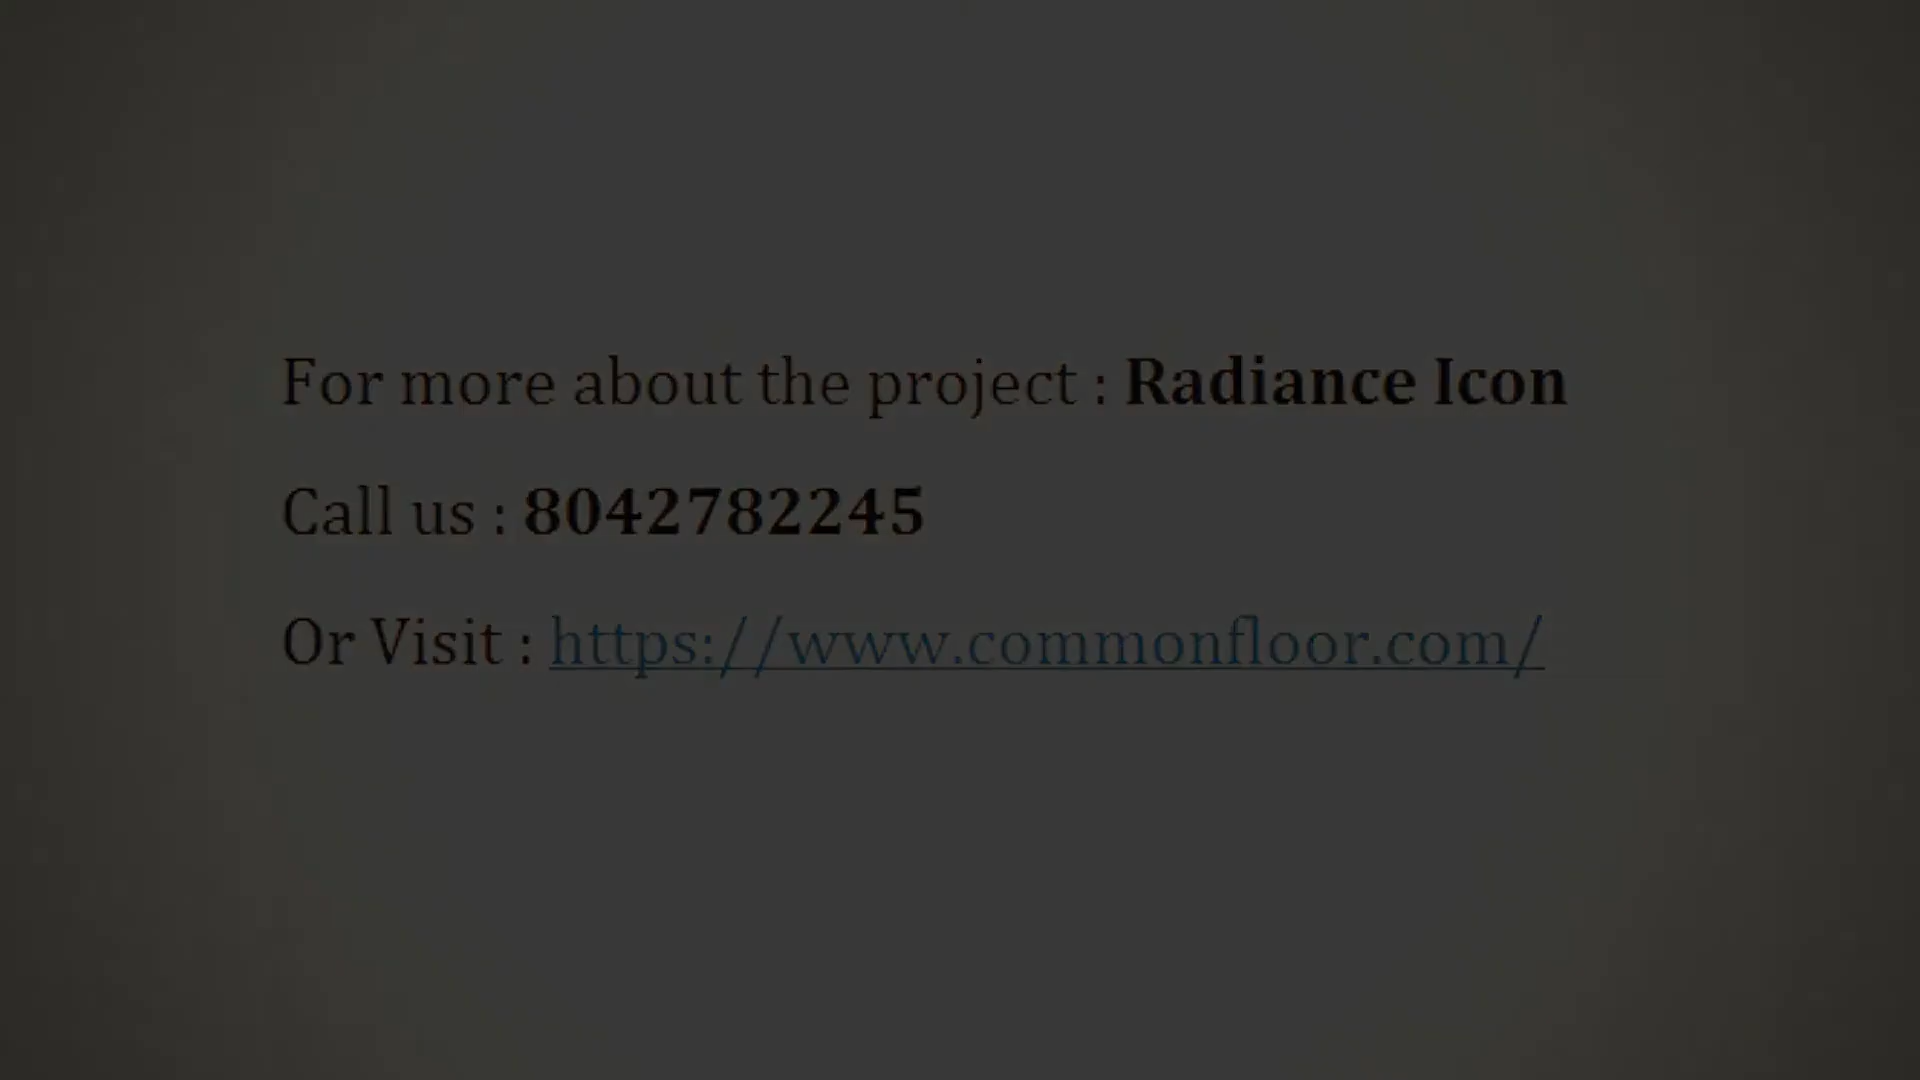 For more about the project : Radiance Icon
Call us : 8042782245
Or Visit : https://www.commonfloor.com/